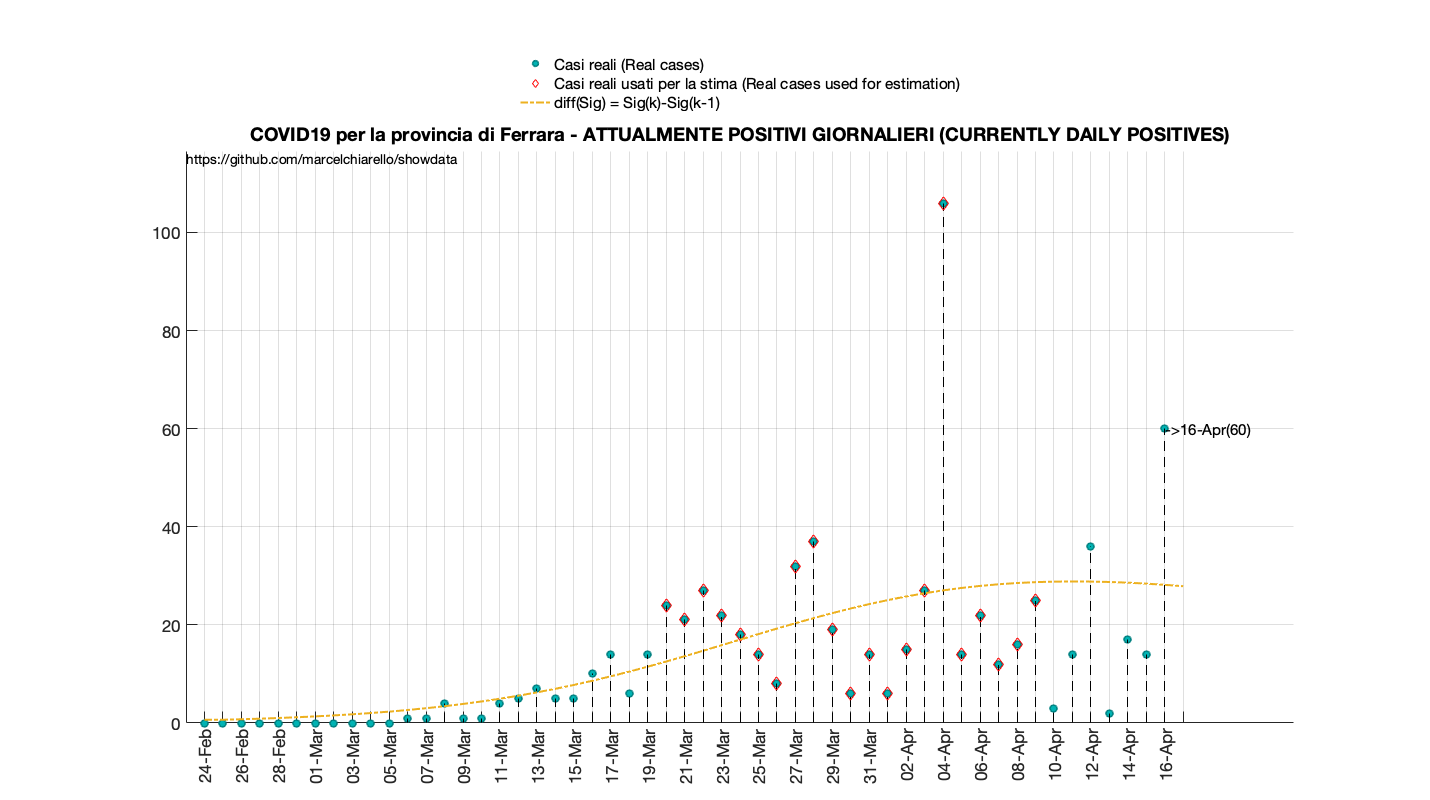 Casi reali (Real cases)
Casi reali usati per la stima (Real cases used for estimation)
diff(Sig) = Sig(k)-Sig(k-1)
COVID19 per la provincia di Ferrara - ATTUALMENTE POSITIVI GIORNALIERI (CURRENTLY DAILY POSITIVES)
https://github.com/marcelchiarello/showdata
100
80
60
->16-Apr(60)
40
20
0
24-Feb
26-Feb
28-Feb
01-Mar
03-Mar
05-Mar
07-Mar
09-Mar
11-Mar
13-Mar
15-Mar
17-Mar
19-Mar
21-Mar
23-Mar
25-Mar
27-Mar
29-Mar
31-Mar
02-Apr
04-Apr
06-Apr
08-Apr
10-Apr
12-Apr
14-Apr
16-Apr